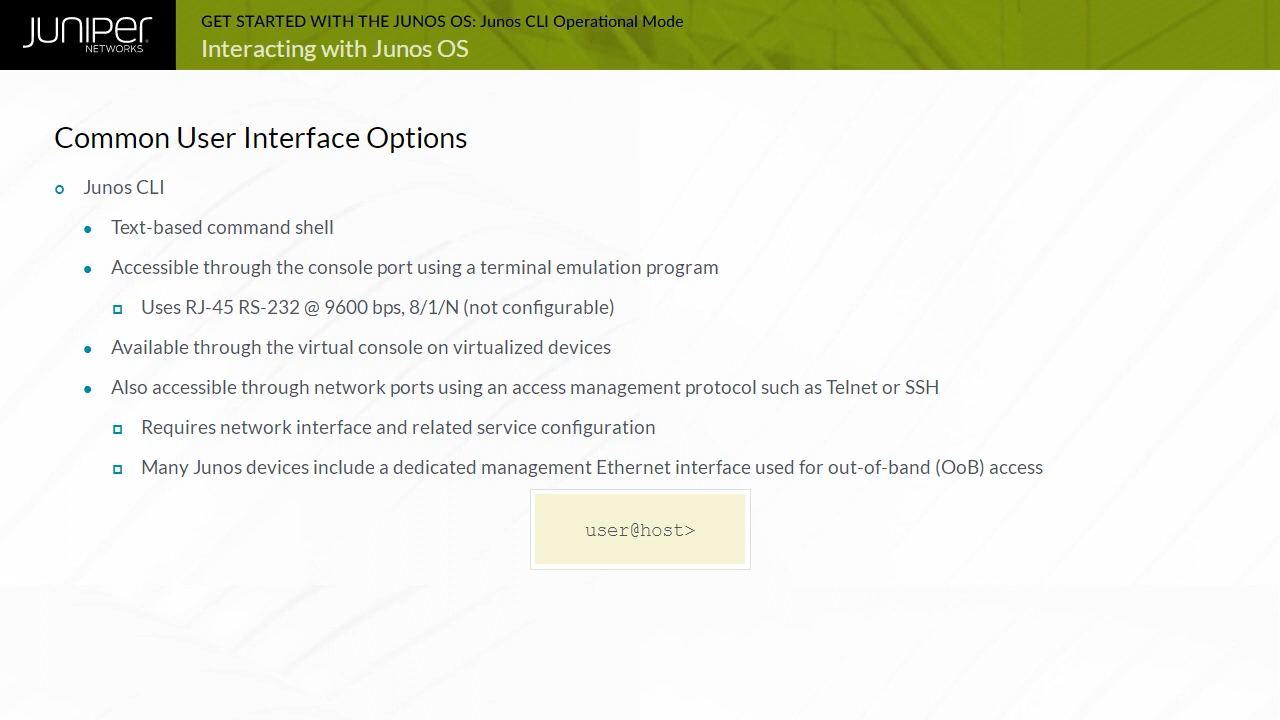 JUNIPER
NETWORKS
GET STARTED WITH THE JUNOS OS: Junos CLI Operational Mode
Interacting with Junos OS
Common User Interface Options
Junos CLI
Text-based command shell
Accessible through the console port using a terminal emulation program
Uses RJ-45 RS-232 @ 9600 bps, 8/1/N (not configurable)
Available through the virtual console on virtualized devices
Also accessible through network ports using an access management protocol such as Telnet or SSH
Requires network interface and related service configuration
Many Junos devices include a dedicated management Ethernet interface used for out-of-band (OoB) access
user@host>